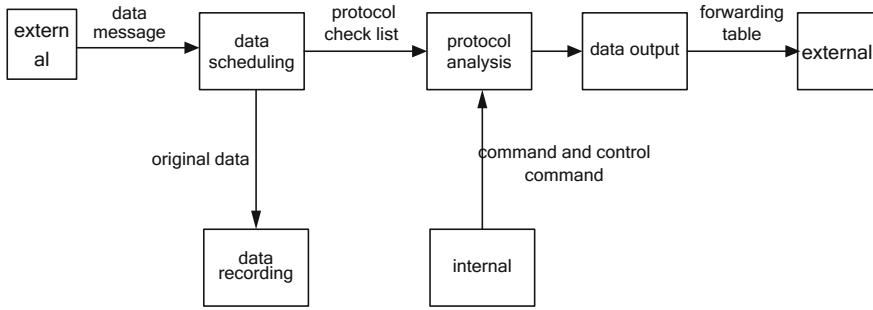 data
message
protocol
check list
forwarding
table
extern
al
data
scheduling
protocol
analysis
data output
external
original data
command and control
command
data
recording
internal